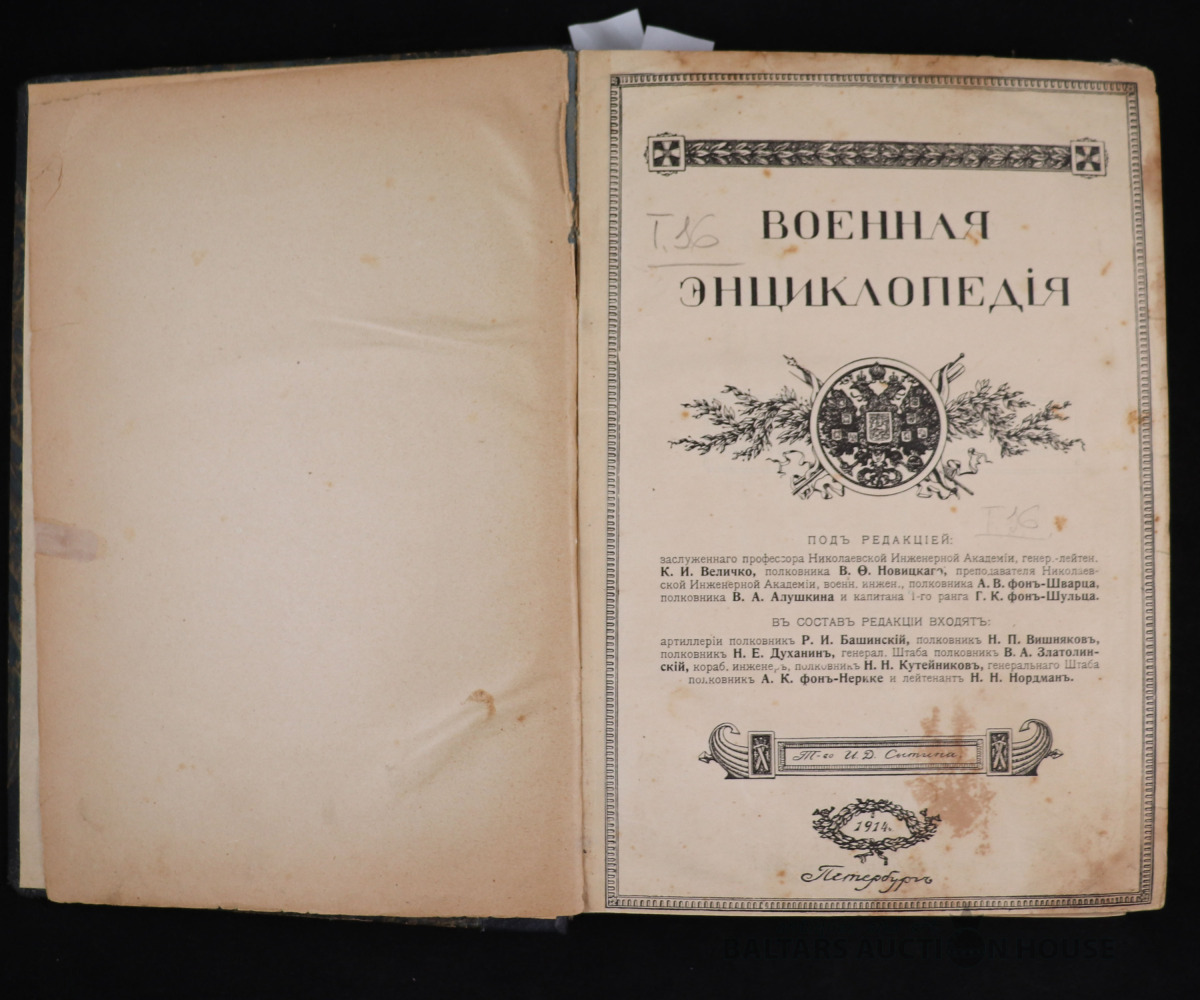 Т. 16
ВОЕННАЯ
ЭНЦИКЛОПЕДІЯ
Т. 16
ПОДЪ РЕДАКЦІЕЙ:
заслуженнаго профессора Николаевской Инженерной Академіи, генер.-лейтен.
К. И. Величко, полковника В. Ѳ. Новицкаго, преподавателя Николаев-
ской Инженерной Академіи, военн. инжен., полковника А. В. фонъ-Шварца,
полковника В. А. Алушкина и капитана 1-го ранга Г. К. фонъ-Шульца.
ВЪ СОСТАВЪ РЕДАКЦІИ ВХОДЯТЪ:
артиллеріи полковникъ Р. И. Башинскій, полковникъ Н. П. Вишняковъ,
полковникъ Н. Е. Духанинъ, генерал. Штаба полковникъ В. А. Златолин-
скій, кораб. инженеръ, полковникъ Н. Н. Кутейниковъ, генеральнаго Штаба
полковникъ А. К. фонъ-Нерике и лейтенантъ Н. Н. Нордманъ.
Т-во И. Д. Сытина,
1914 г.
Петербургъ
BALTARS AUCTION HOUSE